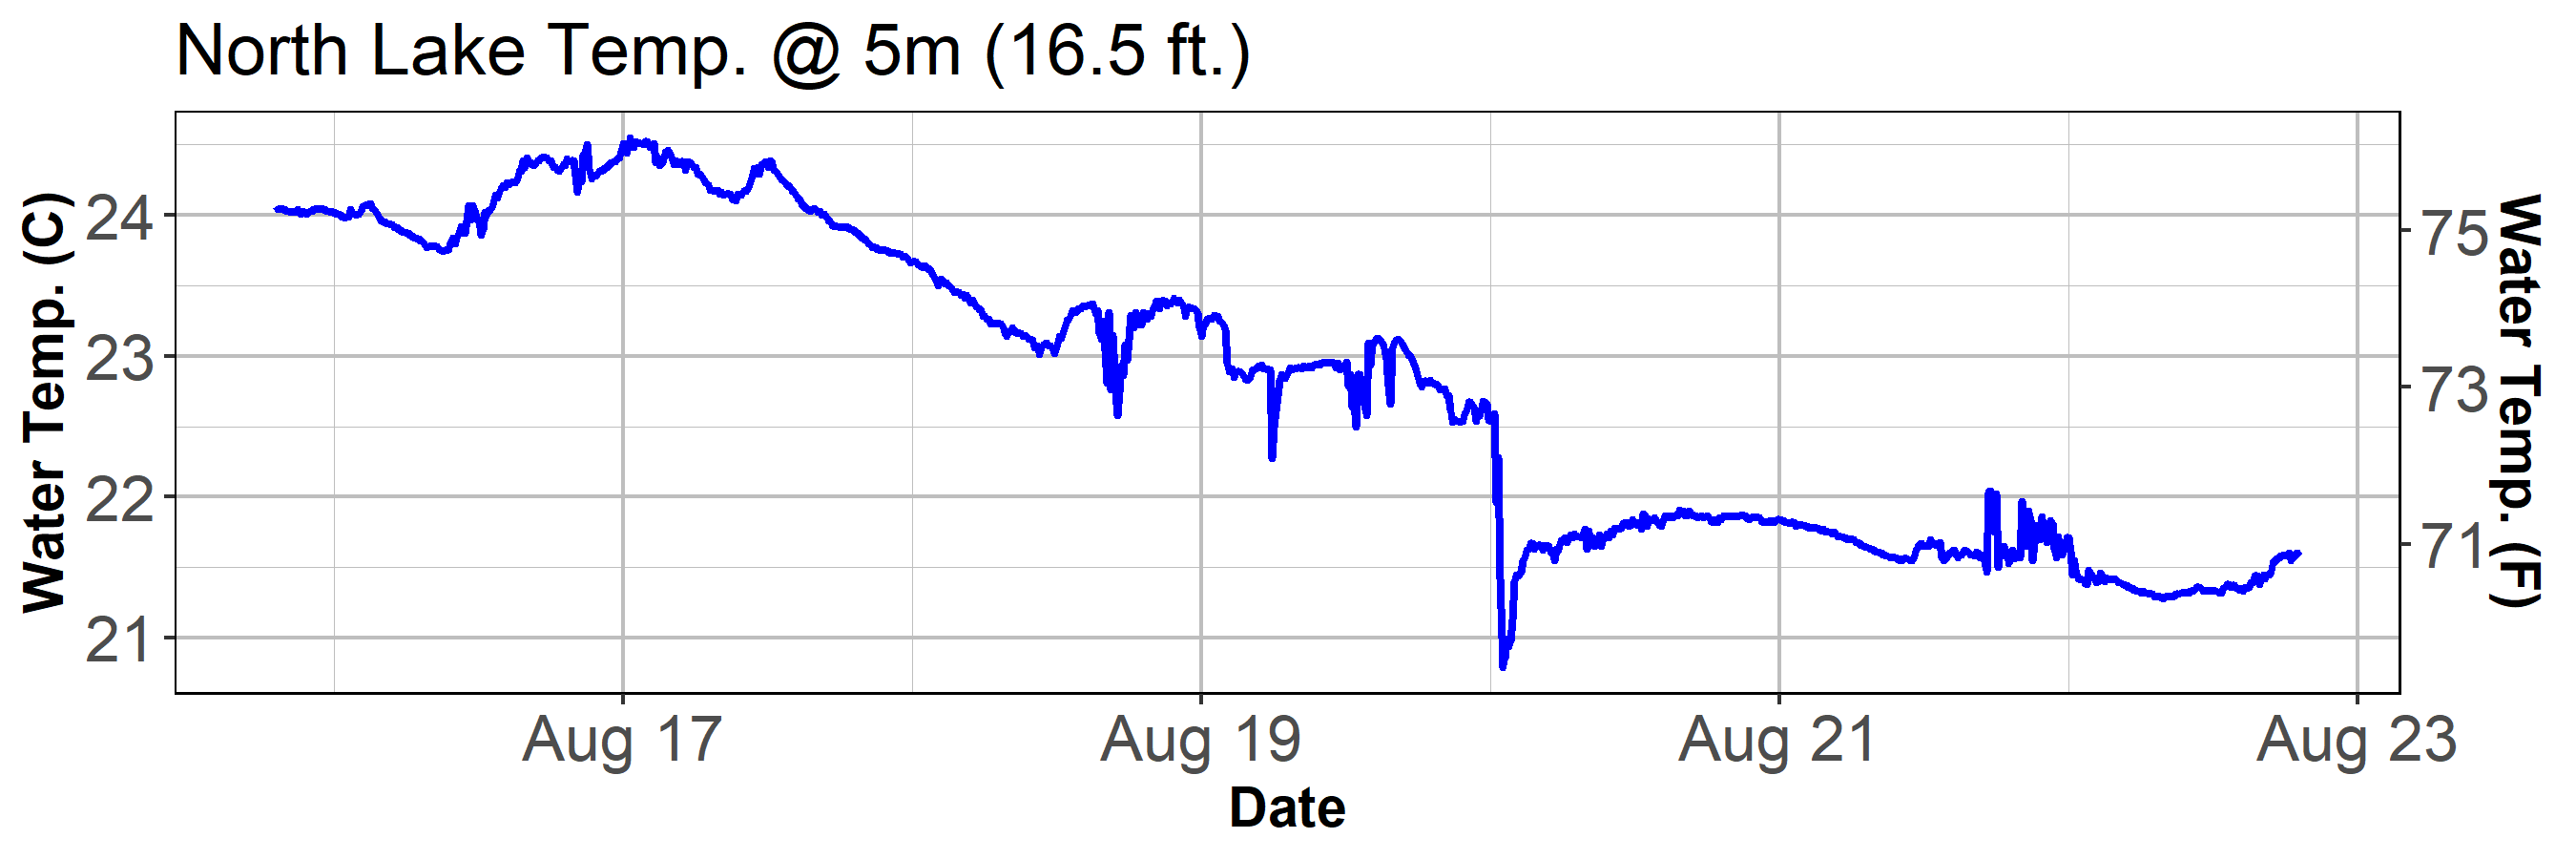 North Lake Temp. @ 5m (16.5 ft.)
Water Temp. (C)
24
23
22
21
75
73
71
Water Temp. (F)
Aug 17
Aug 19
Aug 21
Aug 23
Date